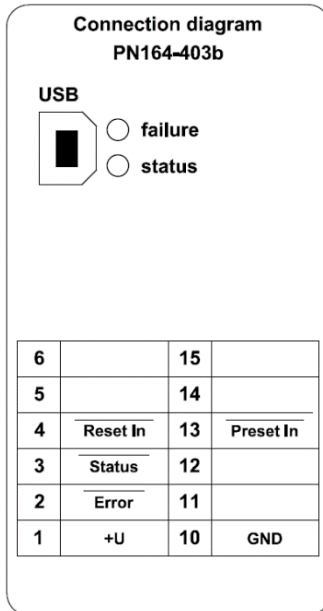 Connection diagram
PN164-403b
USB
failure
status
6 15
5 14
4 Reset In 13 Preset In
3 Status 12
2 Error 11
1 +U 10 GND